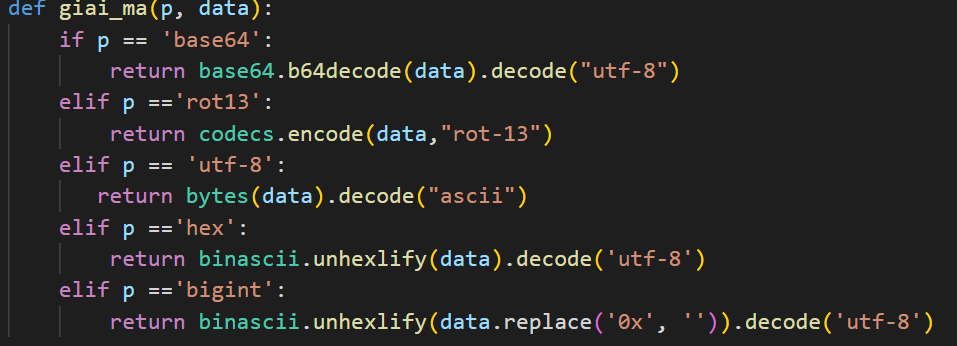 def giai_ma(p, data):
    if p == 'base64':
        return base64.b64decode(data).decode("utf-8")
    elif p =='rot13':
        return codecs.encode(data,"rot-13")
    elif p == 'utf-8':
       return bytes(data).decode("ascii")
    elif p =='hex':
        return binascii.unhexlify(data).decode('utf-8')
    elif p =='bigint':
        return binascii.unhexlify(data.replace('0x', '')).decode('utf-8')